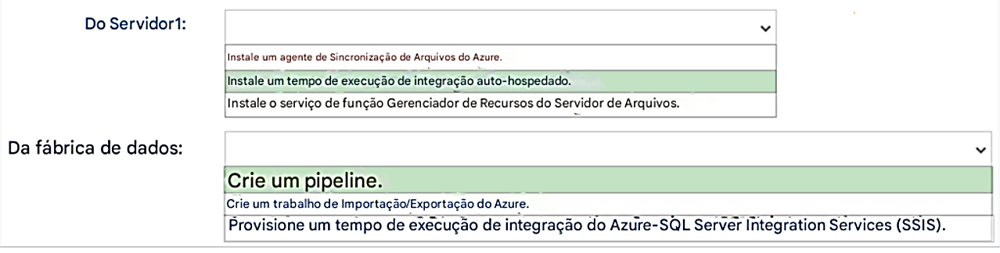 Do Servidor1:
Instale um agente de Sincronização de Arquivos do Azure.
Instale um tempo de execução de integração auto-hospedado.
Instale o serviço de função Gerenciador de Recursos do Servidor de Arquivos.
Da fábrica de dados:
Crie um pipeline.
Crie um trabalho de Importação/Exportação do Azure.
Provisione um tempo de execução de integração do Azure-SQL Server Integration Services (SSIS).